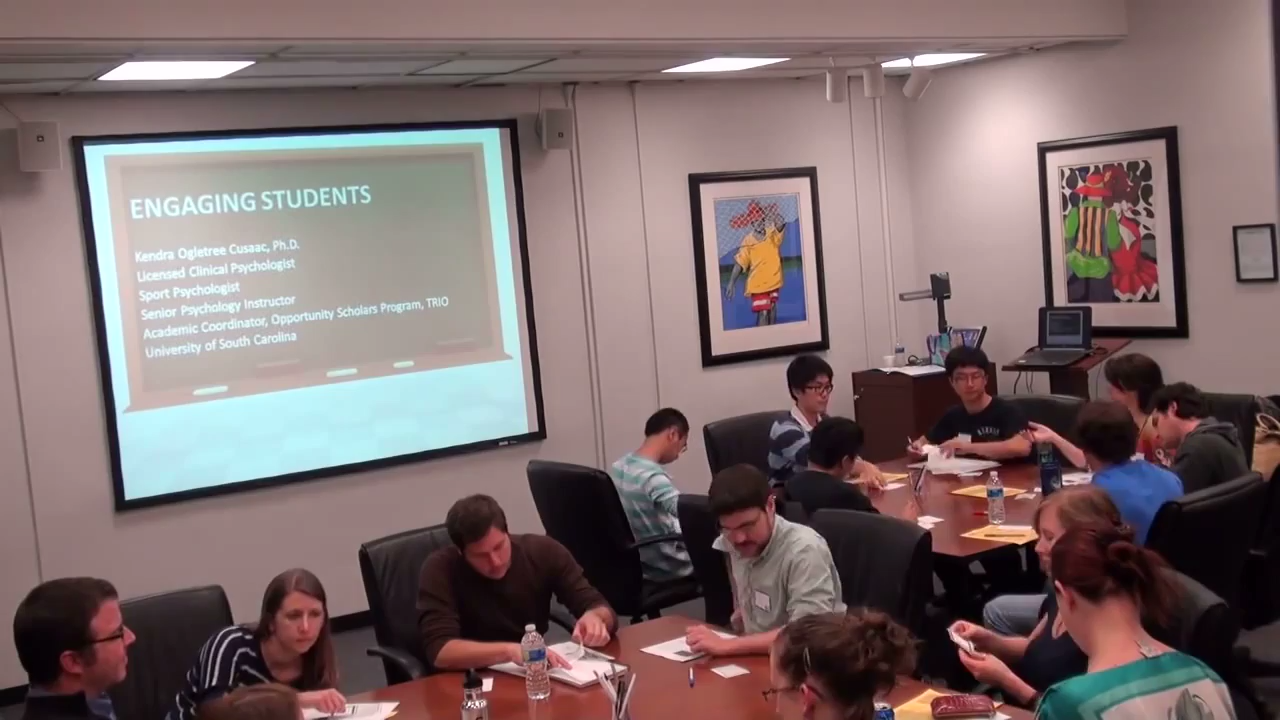 ENGAGING STUDENTS
Kendra Ogletree Cusaac, Ph.D.
Licensed Clinical Psychologist
Sport Psychologist
Senior Psychology Instructor
Academic Coordinator, Opportunity Scholars Program, TRIO
University of South Carolina